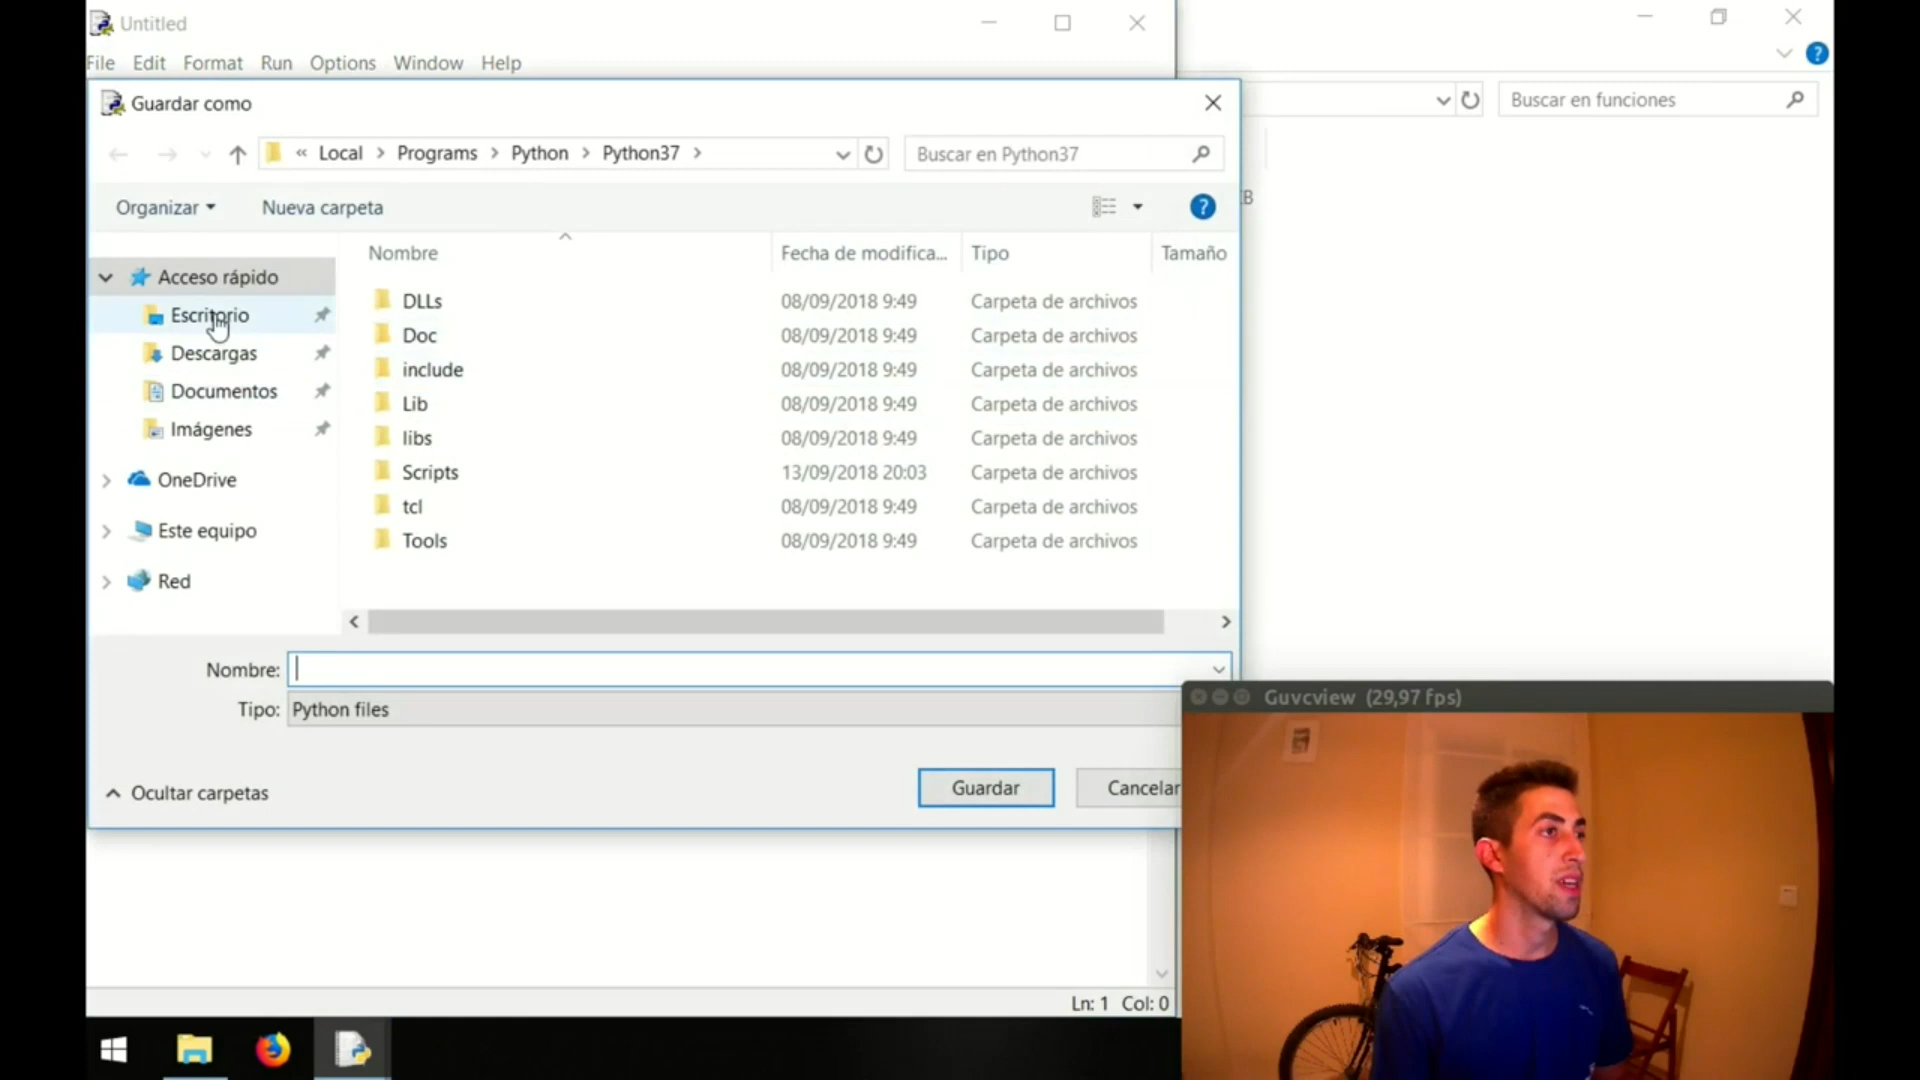 Untitled
File Edit Format Run Options Window Help
Guardar como
« Local > Programs > Python > Python37 >
Buscar en Python37
Buscar en funciones
Organizar
Nueva carpeta
Nombre Fecha de modifica... Tipo Tamaño
Acceso rápido
Escritorio
Descargas
Documentos
Imágenes
OneDrive
Este equipo
Red
DLLs 08/09/2018 9:49 Carpeta de archivos
Doc 08/09/2018 9:49 Carpeta de archivos
include 08/09/2018 9:49 Carpeta de archivos
Lib 08/09/2018 9:49 Carpeta de archivos
libs 08/09/2018 9:49 Carpeta de archivos
Scripts 13/09/2018 20:03 Carpeta de archivos
tcl 08/09/2018 9:49 Carpeta de archivos
Tools 08/09/2018 9:49 Carpeta de archivos
Nombre:
Tipo: Python files
Ocultar carpetas
Guardar
Cancelar
Guvcview (29,97 fps)
Ln: 1 Col: 0